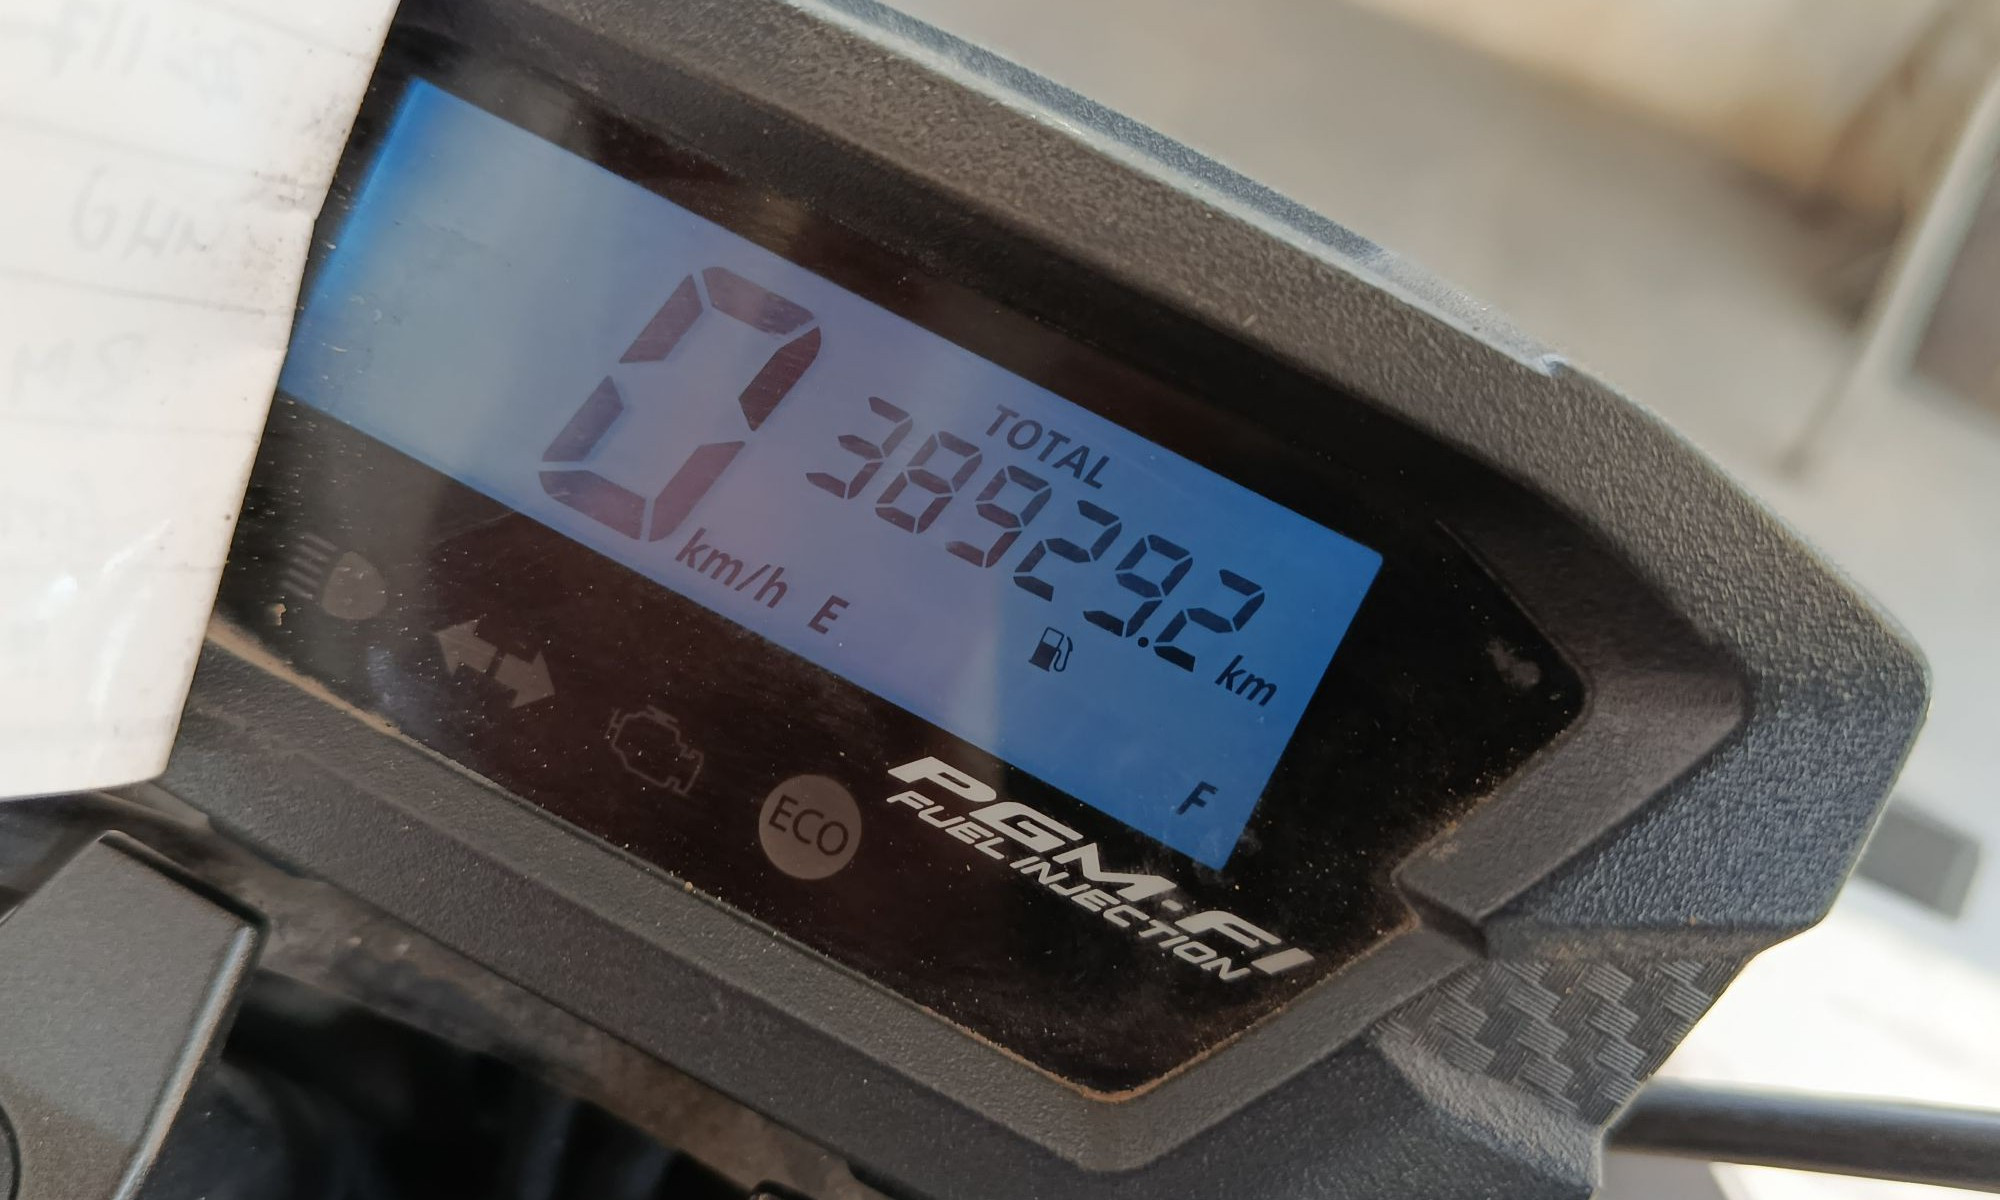 TOTAL
0 km/h
38929.2 km
E F
ECO
PGM-FI
FUEL INJECTION